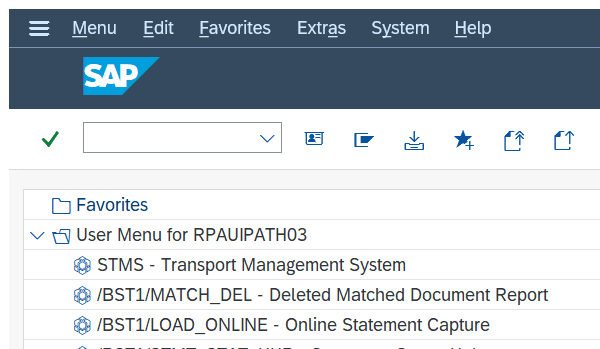 Menu Edit Favorites Extras System Help
SAP
Favorites
User Menu for RPAUIPATH03
STMS - Transport Management System
/BST1/MATCH_DEL - Deleted Matched Document Report
/BST1/LOAD_ONLINE - Online Statement Capture